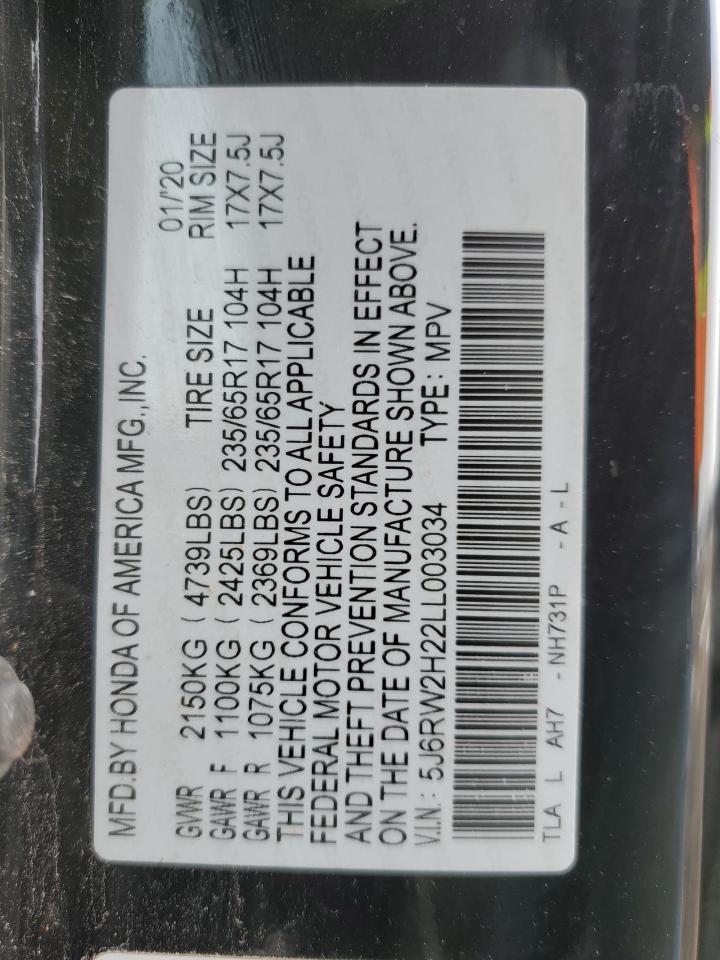 MFD.BY HONDA OF AMERICA MFG.,INC.
01/'20
GVWR 2150KG ( 4739LBS) TIRE SIZE RIM SIZE
GAWR F 1100KG ( 2425LBS) 235/65R17 104H 17X7.5J
GAWR R 1075KG ( 2369LBS) 235/65R17 104H 17X7.5J
THIS VEHICLE CONFORMS TO ALL APPLICABLE
FEDERAL MOTOR VEHICLE SAFETY
AND THEFT PREVENTION STANDARDS IN EFFECT
ON THE DATE OF MANUFACTURE SHOWN ABOVE.
V.I.N.: 5J6RW2H22LL003034 TYPE: MPV
TLA L AH7 -NH731P -A-L